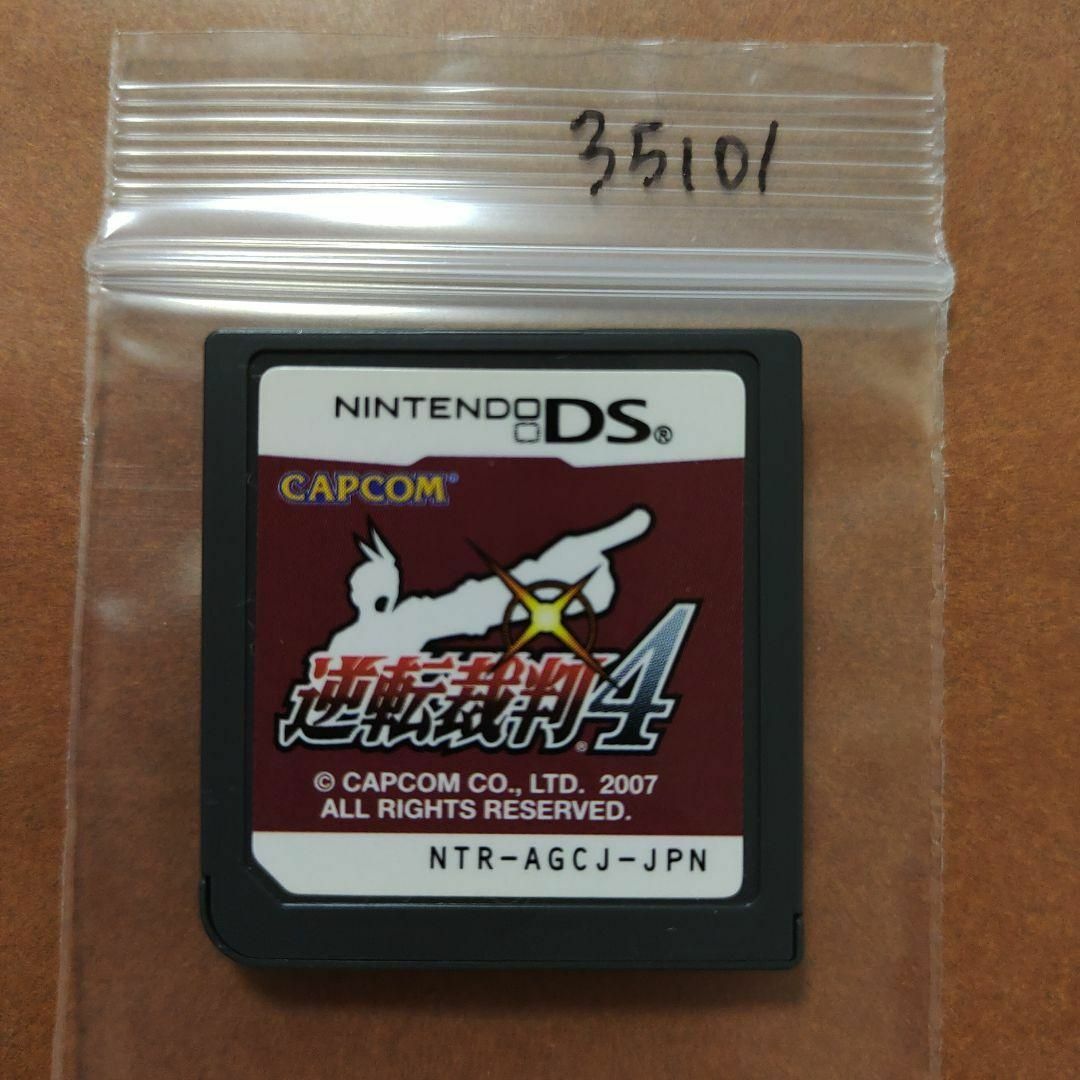 35101
NINTENDO DS®
CAPCOM®
逆転裁判4®
© CAPCOM CO., LTD. 2007
ALL RIGHTS RESERVED.
NTR-AGCJ-JPN